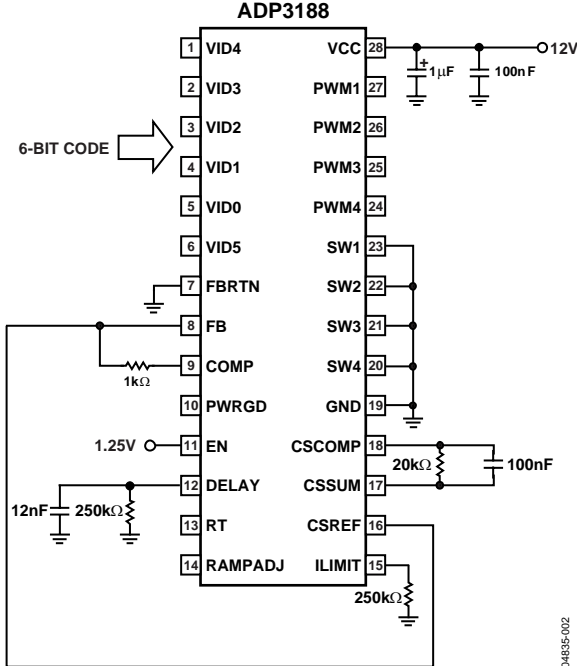 ADP3188
1 VID4
VCC 28
12V
+
1µF
100nF
2 VID3
PWM1 27
3 VID2
PWM2 26
6-BIT CODE
4 VID1
PWM3 25
5 VID0
PWM4 24
6 VID5
SW1 23
7 FBRTN
SW2 22
8 FB
SW3 21
9 COMP
SW4 20
1kΩ
10 PWRGD
GND 19
1.25V
11 EN
CSCOMP 18
20kΩ
100nF
12 DELAY
CSSUM 17
12nF
250kΩ
13 RT
CSREF 16
14 RAMPADJ
ILIMIT 15
250kΩ
04835-002